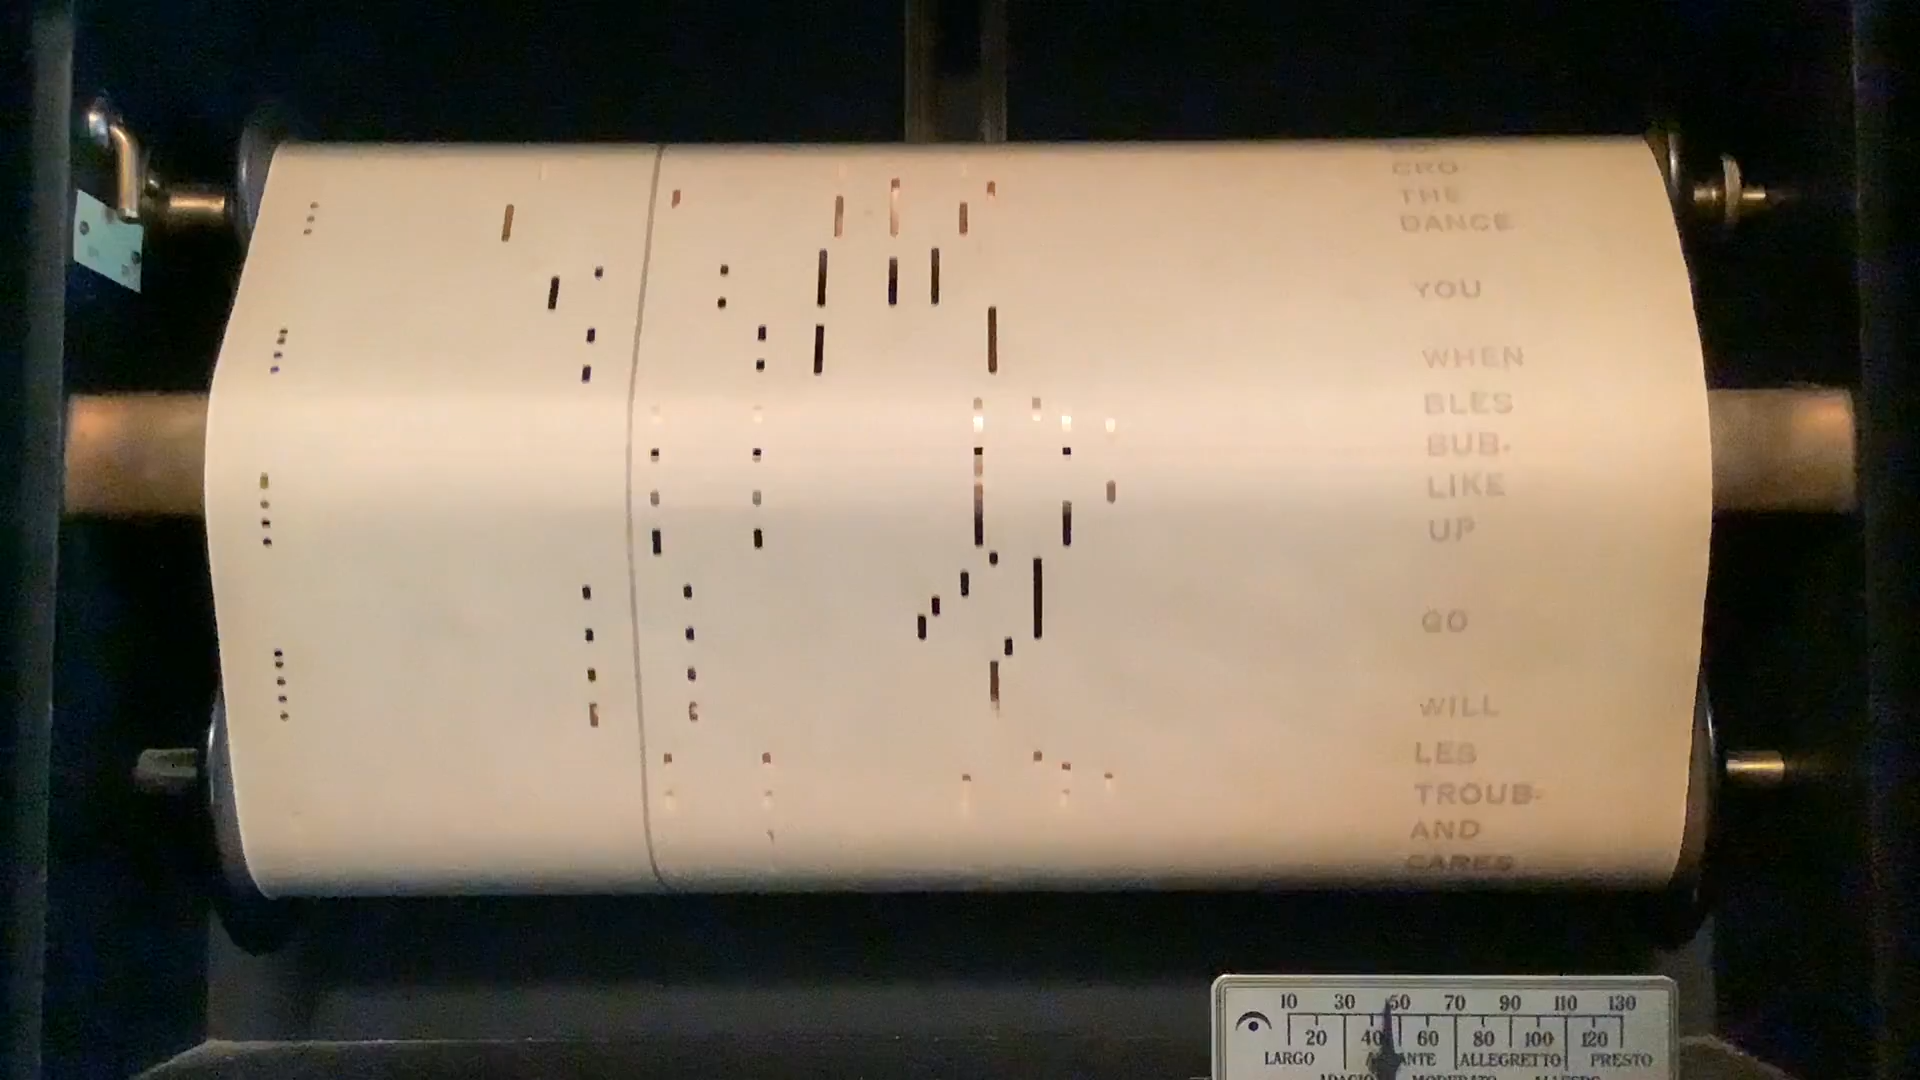 CRO
THE
DANCE
YOU
WHEN
BLES
BUB-
LIKE
UP
GO
WILL
LES
TROUB-
AND
CARES
10 30 50 70 90 110 130
20 40 60 80 100 120
LARGO ANTE ALLEGRETTO PRESTO